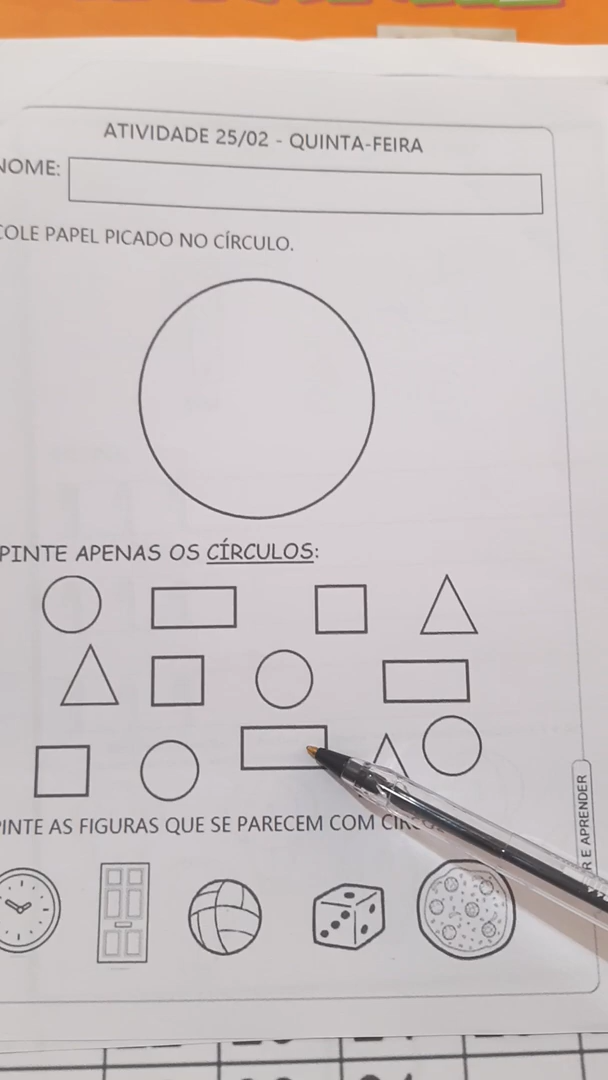 ATIVIDADE 25/02 - QUINTA-FEIRA
NOME:
COLE PAPEL PICADO NO CÍRCULO.
PINTE APENAS OS CÍRCULOS:
PINTE AS FIGURAS QUE SE PARECEM COM
R E APRENDER